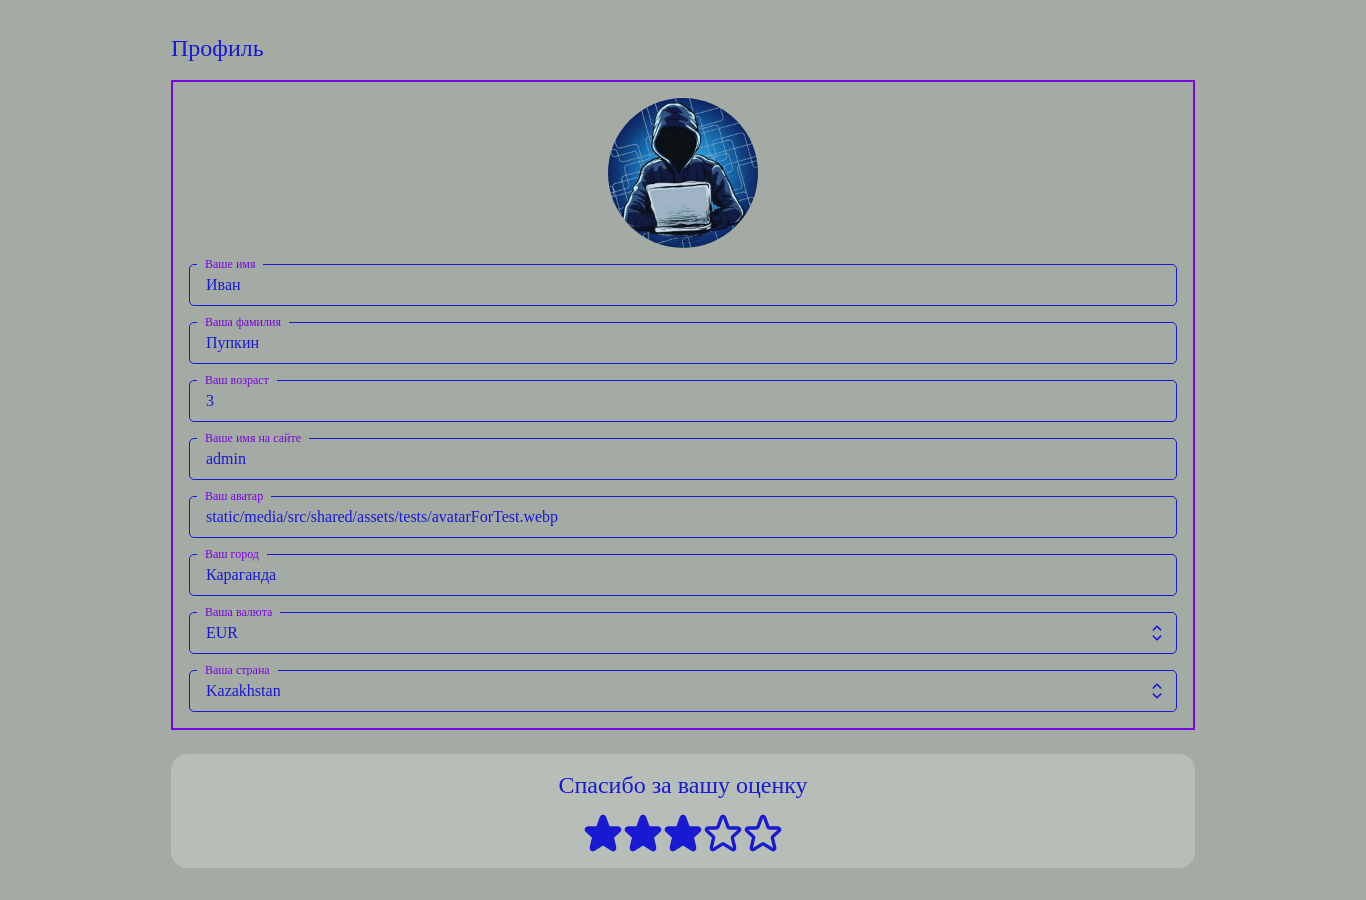 Профиль
Ваше имя
Иван
Ваша фамилия
Пупкин
Ваш возраст
3
Ваше имя на сайте
admin
Ваш аватар
static/media/src/shared/assets/tests/avatarForTest.webp
Ваш город
Караганда
Ваша валюта
EUR
Ваша страна
Kazakhstan
Спасибо за вашу оценку